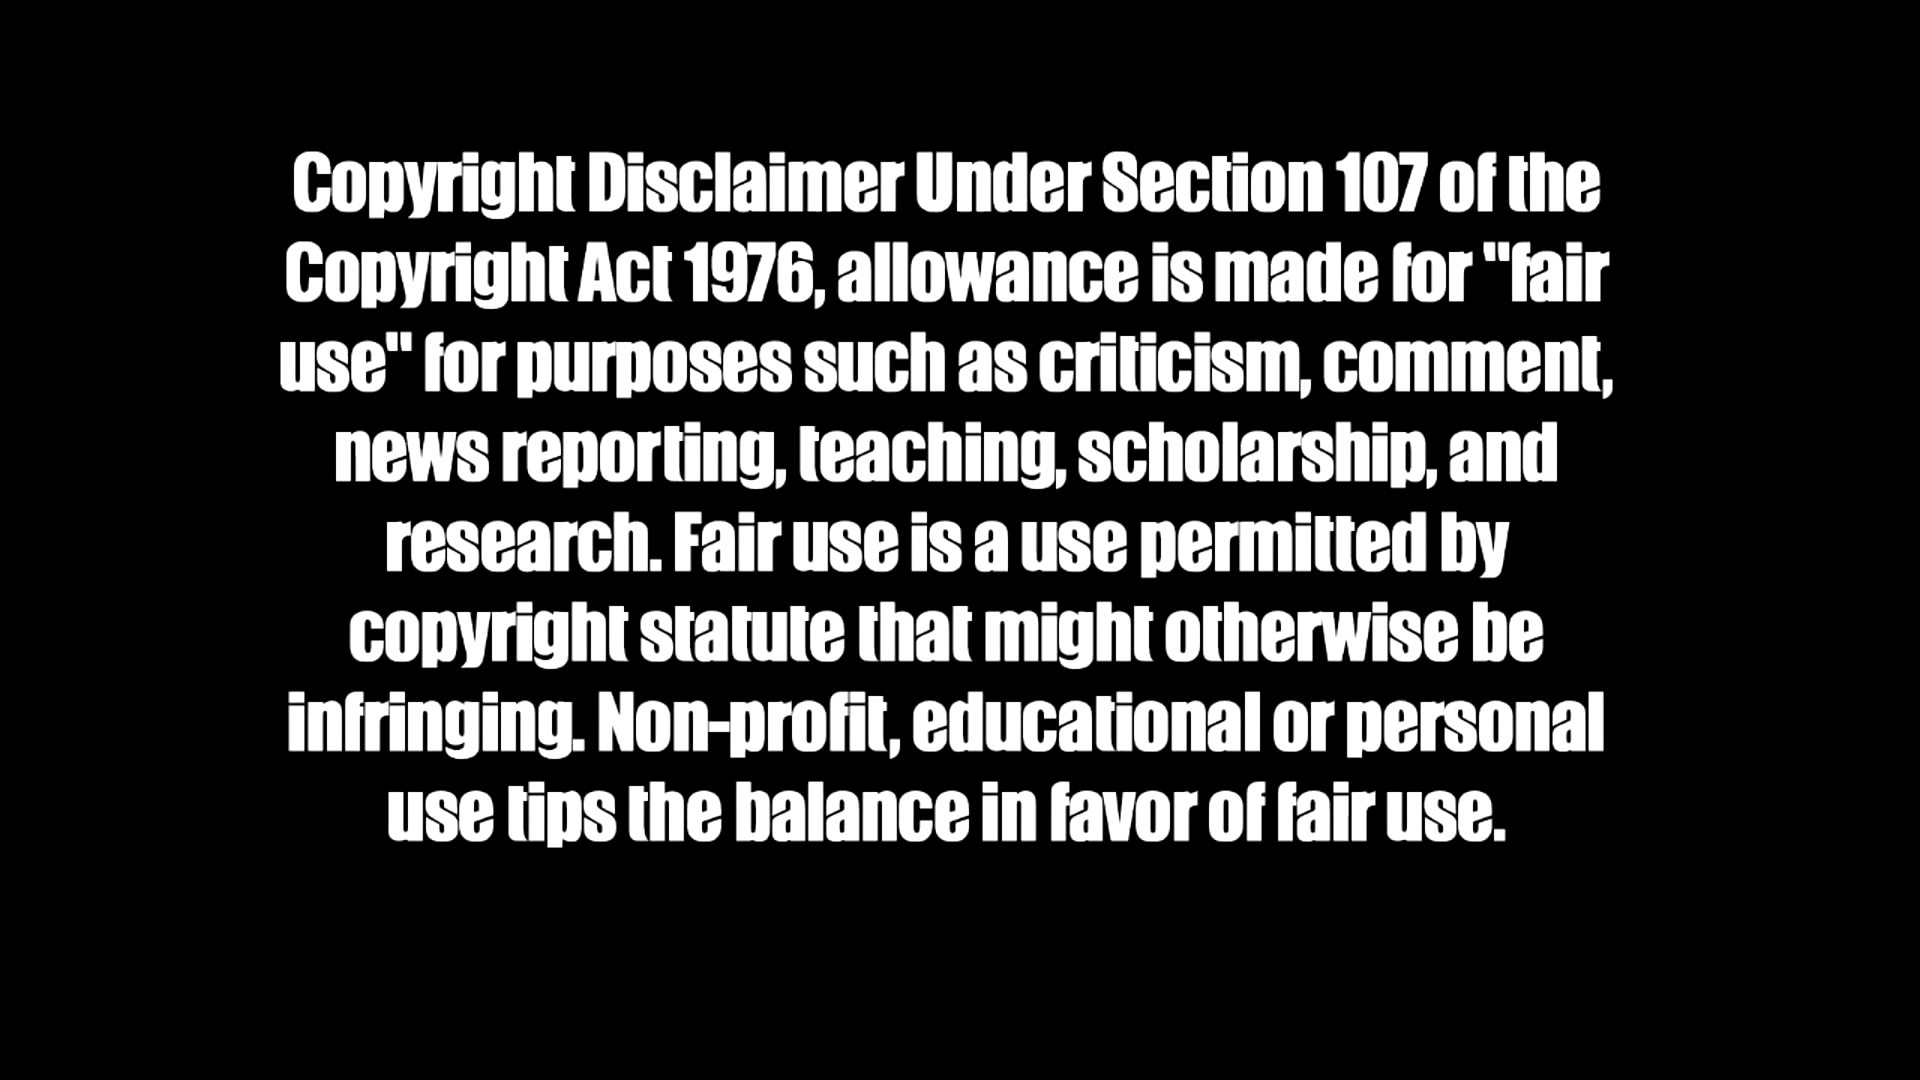 Copyright Disclaimer Under Section 107 of the
Copyright Act 1976, allowance is made for "fair
use" for purposes such as criticism, comment,
news reporting, teaching, scholarship, and
research. Fair use is a use permitted by
copyright statute that might otherwise be
infringing. Non-profit, educational or personal
use tips the balance in favor of fair use.